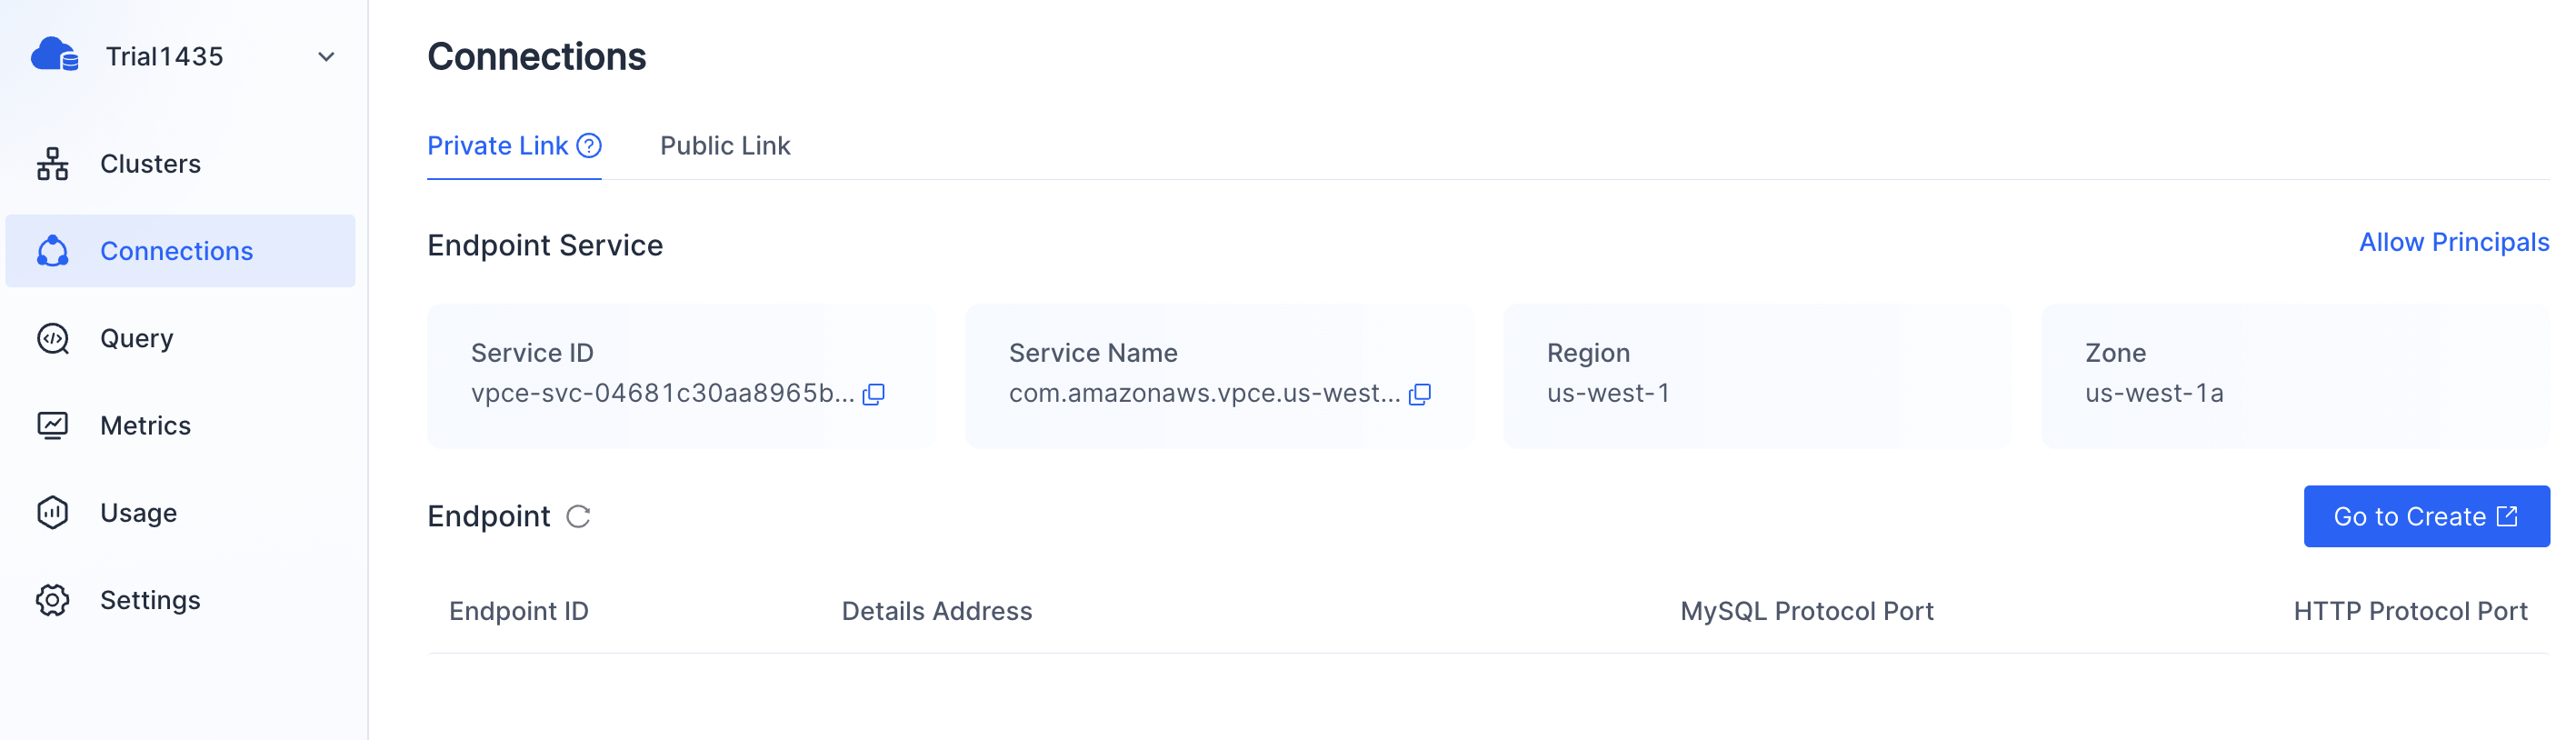 Trial1435
Clusters
Connections
Query
Metrics
Usage
Settings
Connections
Private Link ?
Public Link
Endpoint Service
Allow Principals
Service ID
vpce-svc-04681c30aa8965b...
Service Name
com.amazonaws.vpce.us-west...
Region
us-west-1
Zone
us-west-1a
Endpoint
Go to Create
Endpoint ID
Details Address
MySQL Protocol Port
HTTP Protocol Port